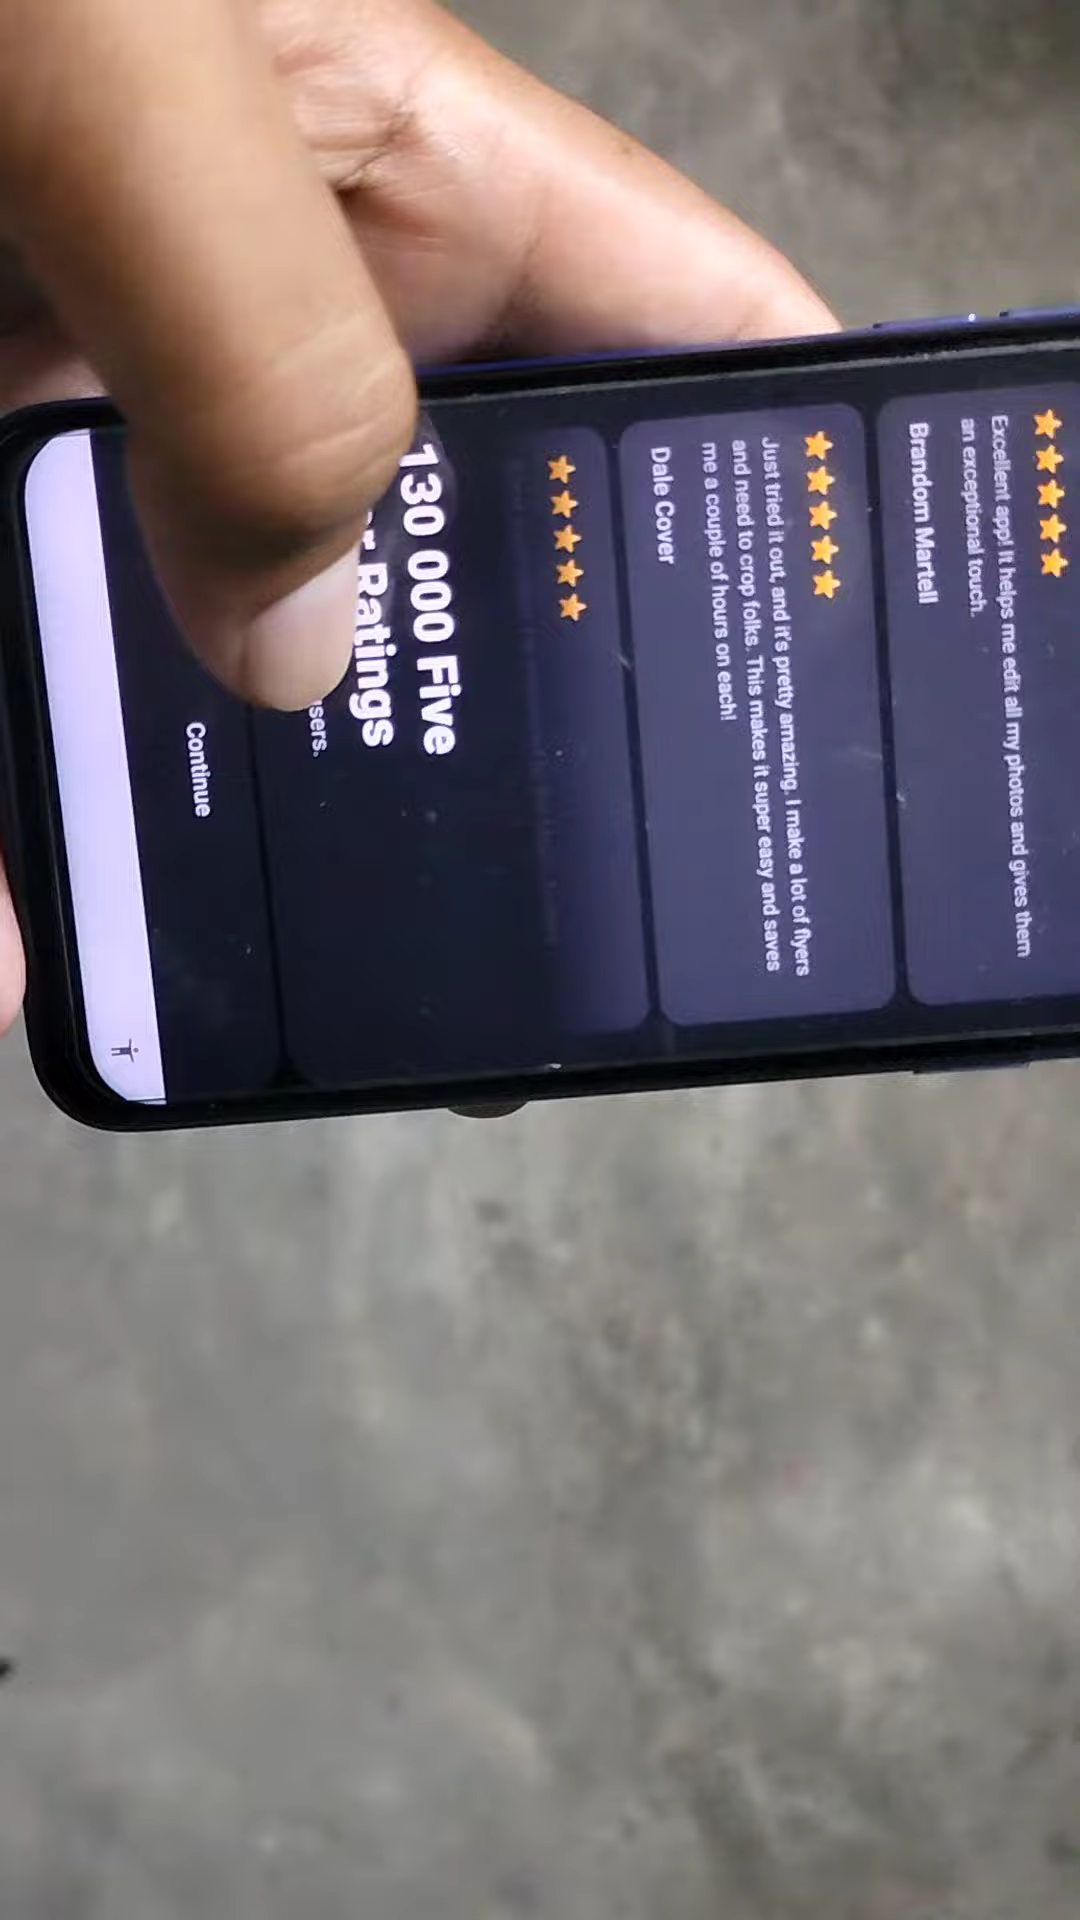 Excellent app! It helps me edit all my photos and gives them
an exceptional touch.
Brandom Martell
Just tried it out, and it's pretty amazing. I make a lot of flyers
and need to crop folks. This makes it super easy and saves
me a couple of hours on each!
Dale Cover
130 000 Five
Ratings
Continue